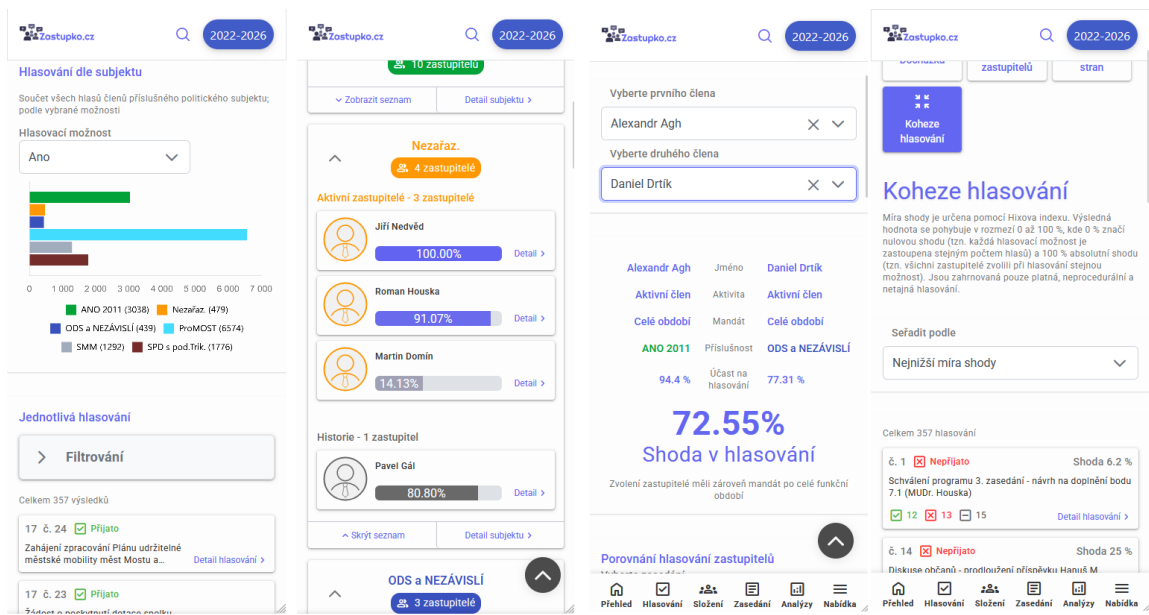 Zastupko.cz
2022-2026
Hlasování dle subjektu
Součet všech hlasů členů příslušného politického subjektu;
podle vybrané možnosti
Hlasovací možnost
Ano
0 1 000 2 000 3 000 4 000 5 000 6 000 7 000
ANO 2011 (3038) Nezařaz. (479)
ODS a NEZÁVISLÍ (439) ProMOST (6574)
SMM (1292) SPD s pod.Trik. (1776)
Jednotlivá hlasování
Filtrování
Celkem 357 výsledků
17 č. 24 Přijato
Zahájení zpracování Plánu udržitelné
městské mobility měst Mostu a...
Detail hlasování >
17 č. 23 Přijato
Žádost o poskytnutí dotace spolku
Zastupko.cz
2022-2026
10 zastupitelů
Zobrazit seznam
Detail subjektu >
Nezařaz.
4 zastupitelé
Aktivní zastupitelé - 3 zastupitelé
Jiří Nedvěd
100.00%
Detail >
Roman Houska
91.07%
Detail >
Martin Domín
14.13%
Detail >
Historie - 1 zastupitel
Pavel Gál
80.80%
Detail >
Skrýt seznam
Detail subjektu >
ODS a NEZÁVISLÍ
3 zastupitelé
Zastupko.cz
2022-2026
Vyberte prvního člena
Alexandr Agh
Vyberte druhého člena
Daniel Drtík
Alexandr Agh Jméno Daniel Drtík
Aktivní člen Aktivita Aktivní člen
Celé období Mandát Celé období
ANO 2011 Příslušnost ODS a NEZÁVISLÍ
94.4 % Účast na hlasování 77.31 %
72.55%
Shoda v hlasování
Zvolení zastupitelé měli zároveň mandát po celé funkční
období
Porovnání hlasování zastupitelů
Vyberte zasedání
Přehled Hlasování Složení Zasedání Analýzy Nabídka
Zastupko.cz
2022-2026
Docházka
zastupitelů
stran
Koheze
hlasování
Koheze hlasování
Míra shody je určena pomocí Hixova indexu. Výsledná
hodnota se pohybuje v rozmezí 0 až 100 %, kde 0 % značí
nulovou shodu (tzn. každá hlasovací možnost je
zastoupena stejným počtem hlasů) a 100 % absolutní shodu
(tzn. všichni zastupitelé zvolili při hlasování stejnou
možnost). Jsou zahrnovaná pouze platná, neprocedurální a
netajná hlasování.
Seřadit podle
Nejnižší míra shody
Celkem 357 hlasování
č. 1 Nepřijato Shoda 6.2 %
Schválení programu 3. zasedání - návrh na doplnění bodu
7.1 (MUDr. Houska)
12 13 15
Detail hlasování >
č. 14 Nepřijato Shoda 25 %
Diskuse občanů - prodloužení příspěvku Hanuš M.
Přehled Hlasování Složení Zasedání Analýzy Nabídka